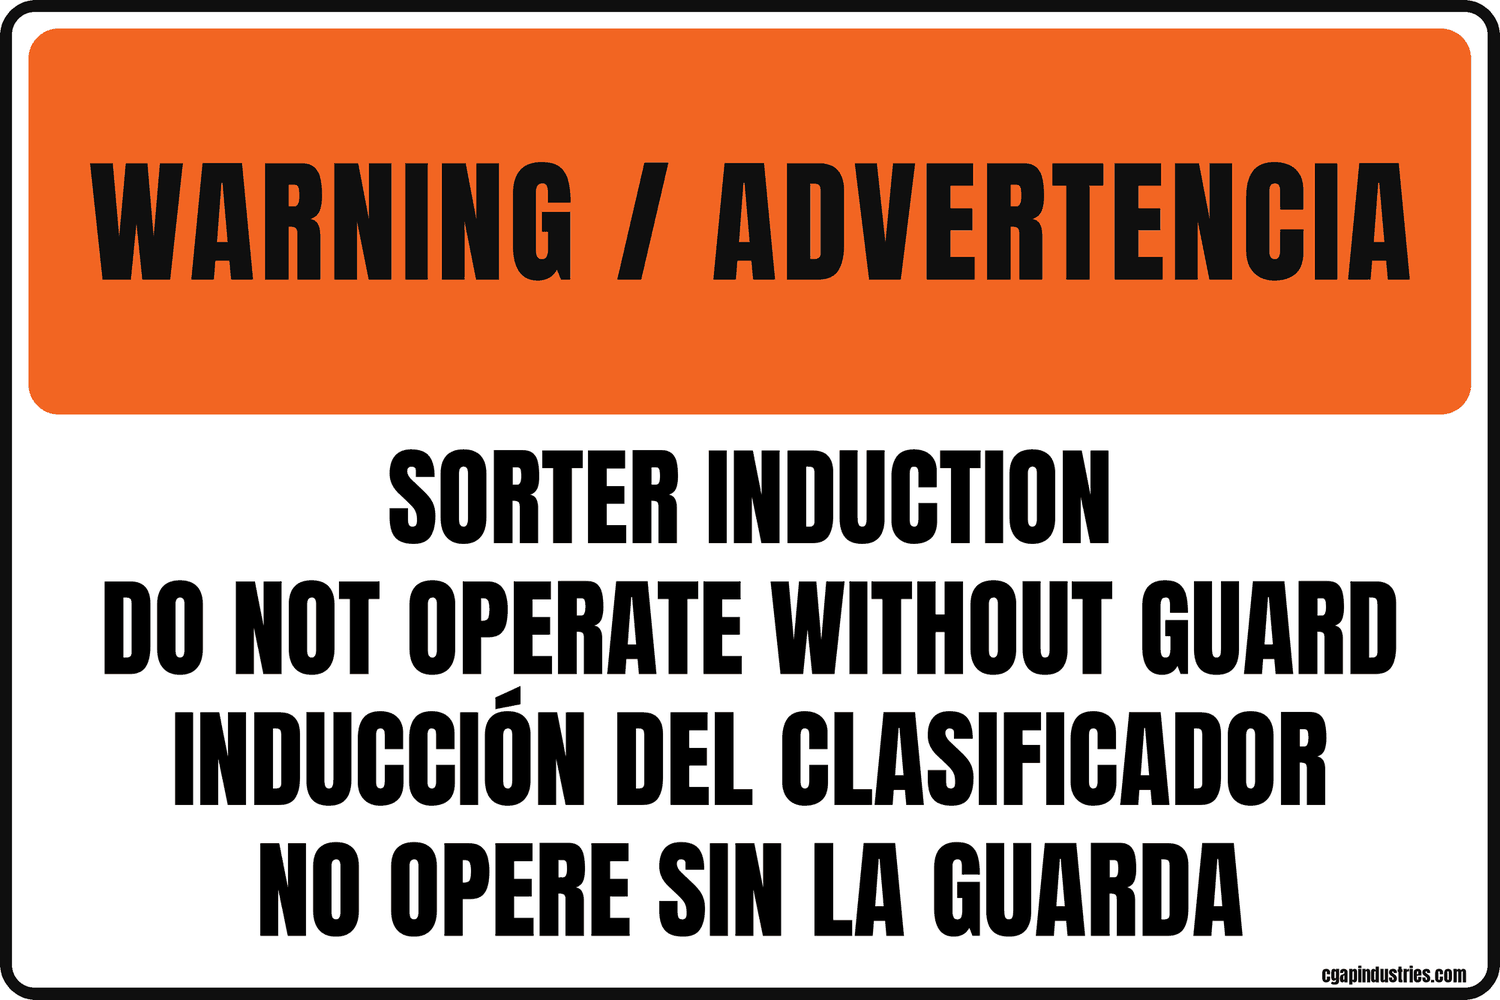 WARNING / ADVERTENCIA
SORTER INDUCTION
DO NOT OPERATE WITHOUT GUARD
INDUCCIÓN DEL CLASIFICADOR
NO OPERE SIN LA GUARDA
cgapindustries.com